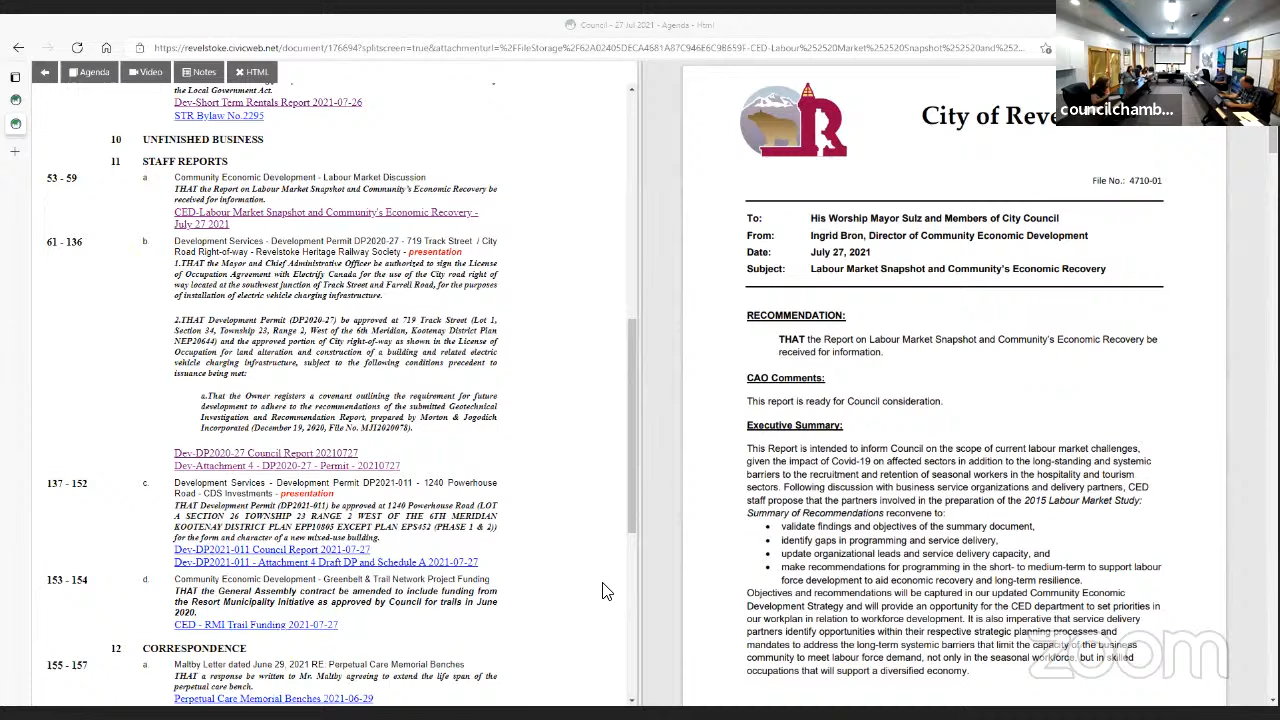 Council - 27 Jul 2021 - Agenda - Html
https://revelstoke.civicweb.net/document/176694?splitscreen=true&attachmenturl=%2FFileStorage%2F62A02405DECA4681A87C946E6C9B659F-CED-Labour%252520Market%252520Snapshot%252520and%252...
Agenda
Video
Notes
HTML
councilchamb...
the Local Government Act.
Dev-Short Term Rentals Report 2021-07-26
STR Bylaw No.2295
10 UNFINISHED BUSINESS
11 STAFF REPORTS
53 - 59 a Community Economic Development - Labour Market Discussion
THAT the Report on Labour Market Snapshot and Community's Economic Recovery be
received for information.
CED-Labour Market Snapshot and Community's Economic Recovery -
July 27 2021
61 - 136 b. Development Services - Development Permit DP2020-27 - 719 Track Street / City
Road Right-of-way - Revelstoke Heritage Railway Society - presentation
1.THAT the Mayor and Chief Administrative Officer be authorized to sign the License
of Occupation Agreement with Electrify Canada for the use of the City road right of
way located at the southwest junction of Track Street and Farrell Road, for the purposes
of installation of electric vehicle charging infrastructure.
2.THAT Development Permit (DP2020-27) be approved at 719 Track Street (Lot 1,
Section 34, Township 23, Range 2, West of the 6th Meridian, Kootenay District Plan
NEP20644) and the approved portion of City right-of-way as shown in the License of
Occupation for land alteration and construction of a building and related electric
vehicle charging infrastructure, subject to the following conditions precedent to
issuance being met:
a.That the Owner registers a covenant outlining the requirement for future
development to adhere to the recommendations of the submitted Geotechnical
Investigation and Recommendation Report, prepared by Morton & Jogodich
Incorporated (December 19, 2020, File No. MJI2020078).
Dev-DP2020-27 Council Report 20210727
Dev-Attachment 4 - DP2020-27 - Permit - 20210727
137 - 152 c. Development Services - Development Permit DP2021-011 - 1240 Powerhouse
Road - CDS Investments - presentation
THAT Development Permit (DP2021-011) be approved at 1240 Powerhouse Road (LOT
A SECTION 26 TOWNSHIP 23 RANGE 2 WEST OF THE 6TH MERIDIAN
KOOTENAY DISTRICT PLAN EPP10805 EXCEPT PLAN EPS452 (PHASE 1 & 2))
for the form and character of a new mixed-use building.
Dev-DP2021-011 Council Report 2021-07-27
Dev-DP2021-011 - Attachment 4 Draft DP and Schedule A 2021-07-27
153 - 154 d. Community Economic Development - Greenbelt & Trail Network Project Funding
THAT the General Assembly contract be amended to include funding from
the Resort Municipality Initiative as approved by Council for trails in June
2020.
CED - RMI Trail Funding 2021-07-27
12 CORRESPONDENCE
155 - 157 a. Maltby Letter dated June 29, 2021 RE: Perpetual Care Memorial Benches
THAT a response be written to Mr. Maltby agreeing to extend the life span of the
perpetual care bench.
Perpetual Care Memorial Benches 2021-06-29
R
City of Reve
File No.: 4710-01
To: His Worship Mayor Sulz and Members of City Council
From: Ingrid Bron, Director of Community Economic Development
Date: July 27, 2021
Subject: Labour Market Snapshot and Community's Economic Recovery
RECOMMENDATION:
THAT the Report on Labour Market Snapshot and Community's Economic Recovery be
received for information.
CAO Comments:
This report is ready for Council consideration.
Executive Summary:
This Report is intended to inform Council on the scope of current labour market challenges,
given the impact of Covid-19 on affected sectors in addition to the long-standing and systemic
barriers to the recruitment and retention of seasonal workers in the hospitality and tourism
sectors. Following discussion with business service organizations and delivery partners, CED
staff propose that the partners involved in the preparation of the 2015 Labour Market Study:
Summary of Recommendations reconvene to:
• validate findings and objectives of the summary document,
• identify gaps in programming and service delivery,
• update organizational leads and service delivery capacity, and
• make recommendations for programming in the short- to medium-term to support labour
force development to aid economic recovery and long-term resilience.
Objectives and recommendations will be captured in our updated Community Economic
Development Strategy and will provide an opportunity for the CED department to set priorities in
our workplan in relation to workforce development. It is also imperative that service delivery
partners identify opportunities within their respective strategic planning processes and
mandates to address the long-term systemic barriers that limit the capacity of the business
community to meet labour force demand, not only in the seasonal workforce, but in skilled
occupations that will support a diversified economy.
zoom